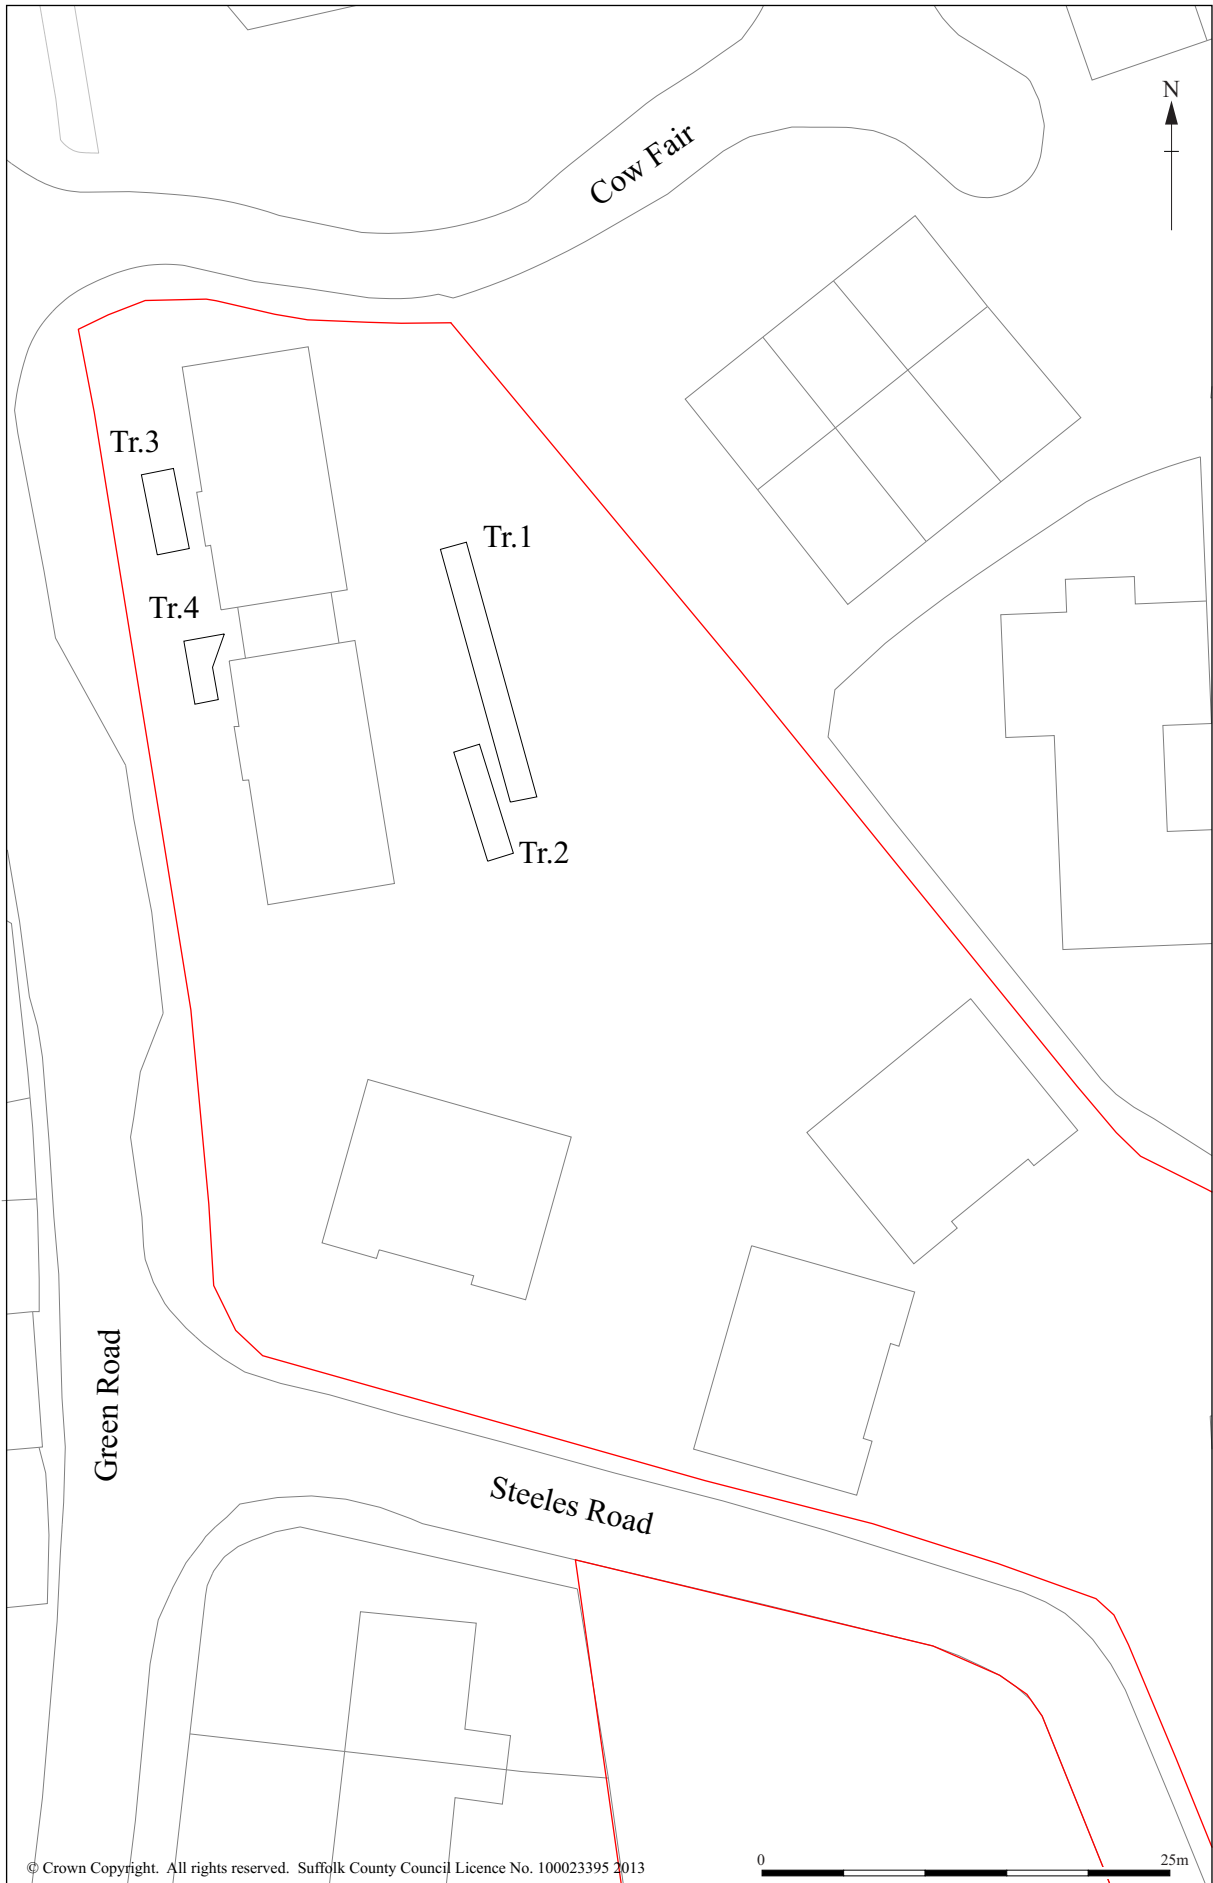 N
Cow Fair
Tr.3
Tr.1
Tr.4
Tr.2
Green Road
Steeles Road
© Crown Copyright. All rights reserved. Suffolk County Council Licence No. 100023395 2013
0 25m